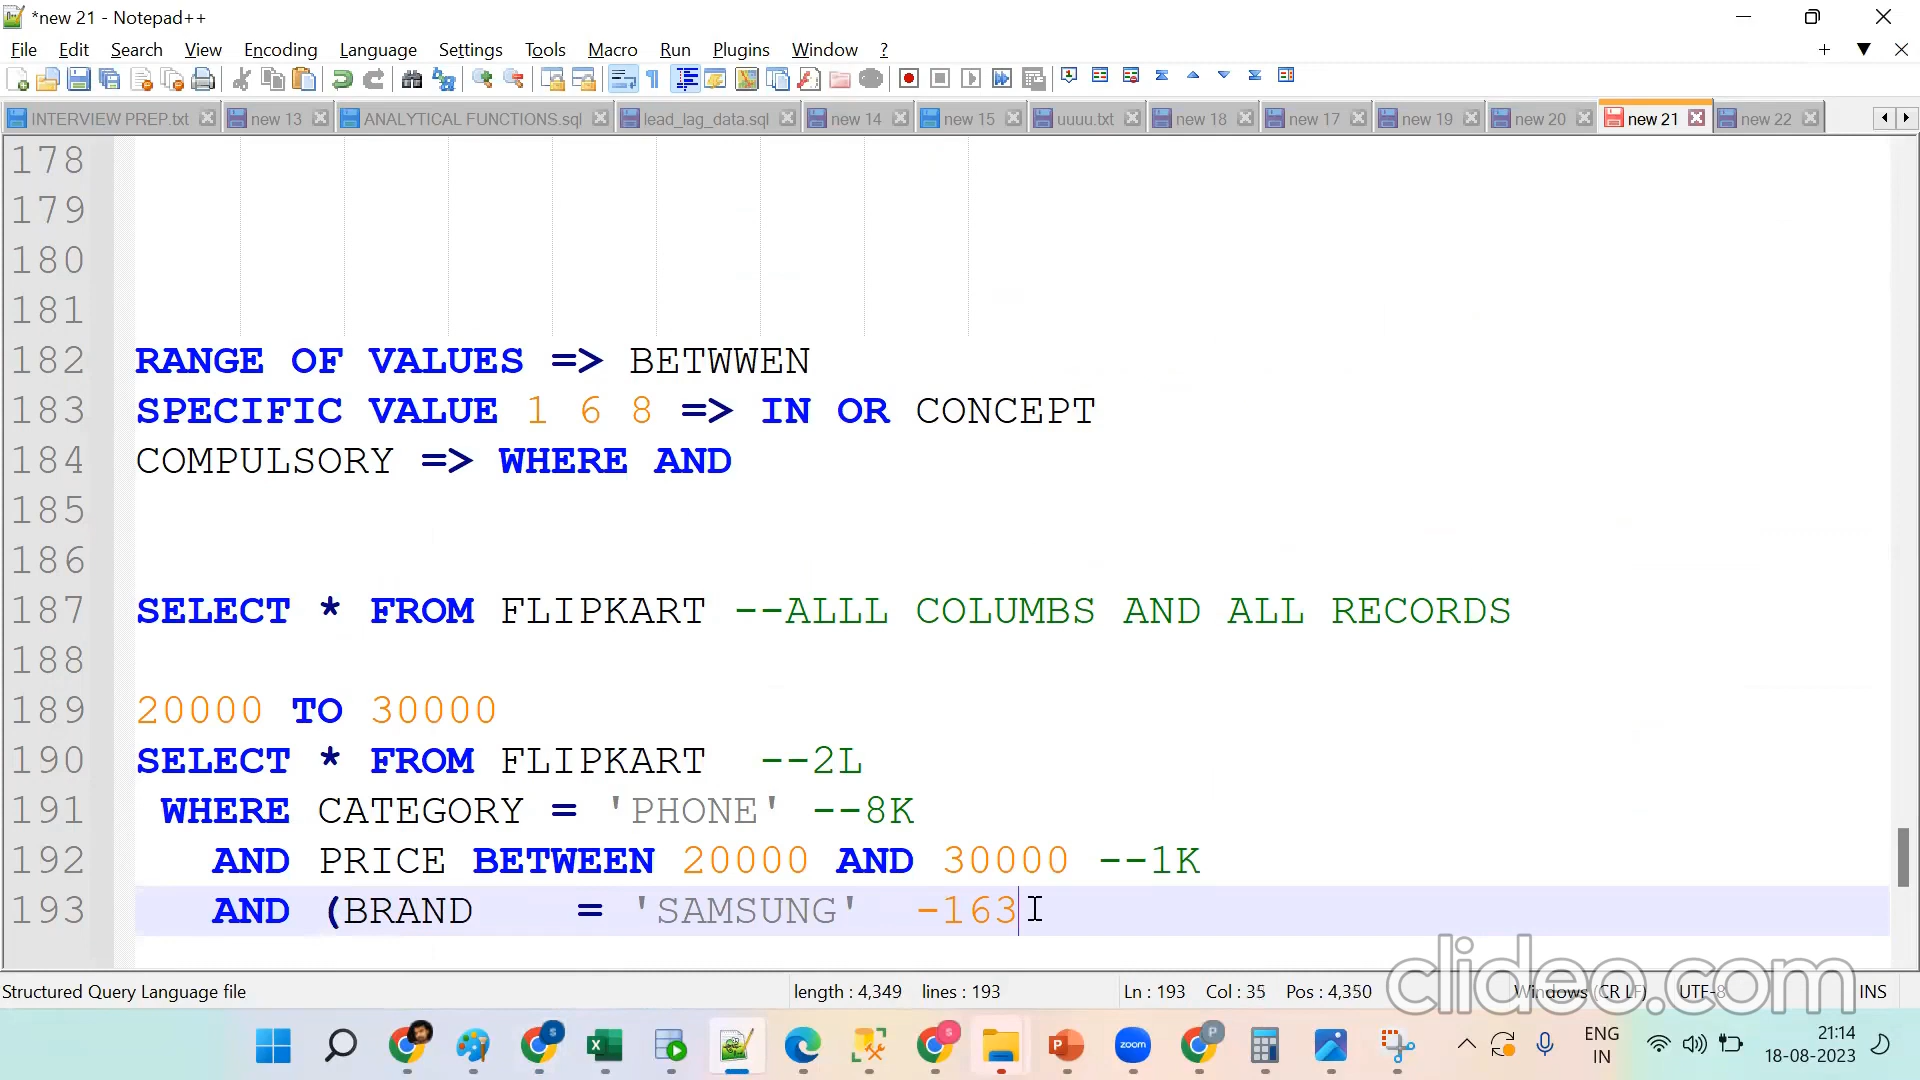 *new 21 - Notepad++
File Edit Search View Encoding Language Settings Tools Macro Run Plugins Window ?
INTERVIEW PREP.txt new 13 ANALYTICAL FUNCTIONS.sql lead_lag_data.sql new 14 new 15 uuuu.txt new 18 new 17 new 19 new 20 new 21 new 22
178
179
180
181
182 RANGE OF VALUES => BETWWEN
183 SPECIFIC VALUE 1 6 8 => IN OR CONCEPT
184 COMPULSORY => WHERE AND
185
186
187 SELECT * FROM FLIPKART --ALLL COLUMBS AND ALL RECORDS
188
189 20000 TO 30000
190 SELECT * FROM FLIPKART --2L
191 WHERE CATEGORY = 'PHONE' --8K
192 AND PRICE BETWEEN 20000 AND 30000 --1K
193 AND (BRAND = 'SAMSUNG' -163
clideo.com
Structured Query Language file length : 4,349 lines : 193 Ln : 193 Col : 35 Pos : 4,350 Windows (CR LF) UTF-8 INS
zoom
ENG
IN
21:14
18-08-2023